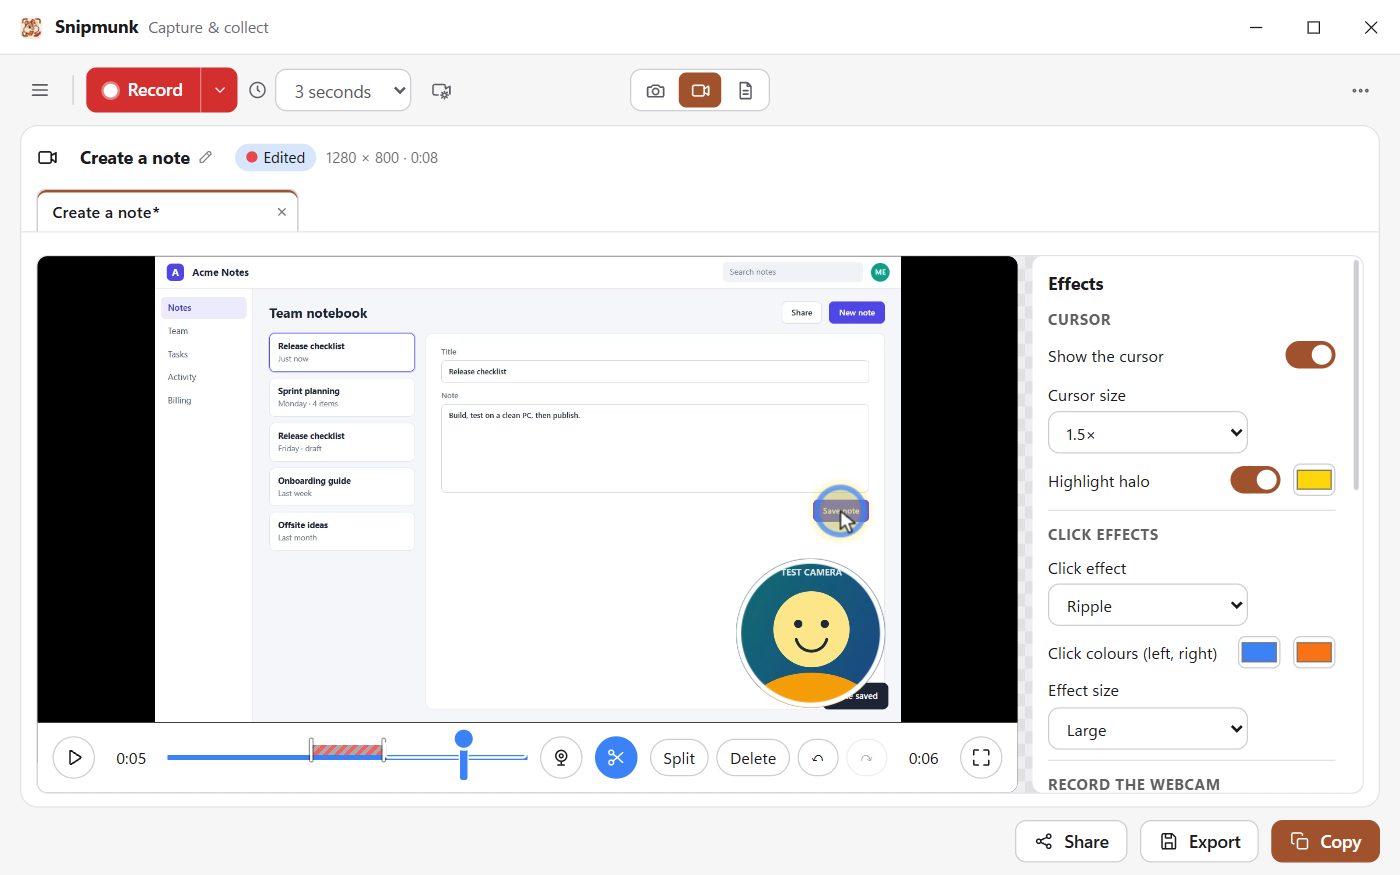 Snipmunk Capture & collect
Record 3 seconds
Create a note Edited 1280 × 800 · 0:08
Create a note*
A Acme Notes Search notes ME
Notes
Team
Tasks
Activity
Billing
Team notebook Share New note
Release checklist
Just now
Sprint planning
Monday · 4 items
Release checklist
Friday · draft
Onboarding guide
Last week
Offsite ideas
Last month
Title
Release checklist
Note
Build, test on a clean PC, then publish.
Save note
TEST CAMERA
saved
0:05 Split Delete 0:06
Effects
CURSOR
Show the cursor
Cursor size
1.5×
Highlight halo
CLICK EFFECTS
Click effect
Ripple
Click colours (left, right)
Effect size
Large
RECORD THE WEBCAM
Share Export Copy